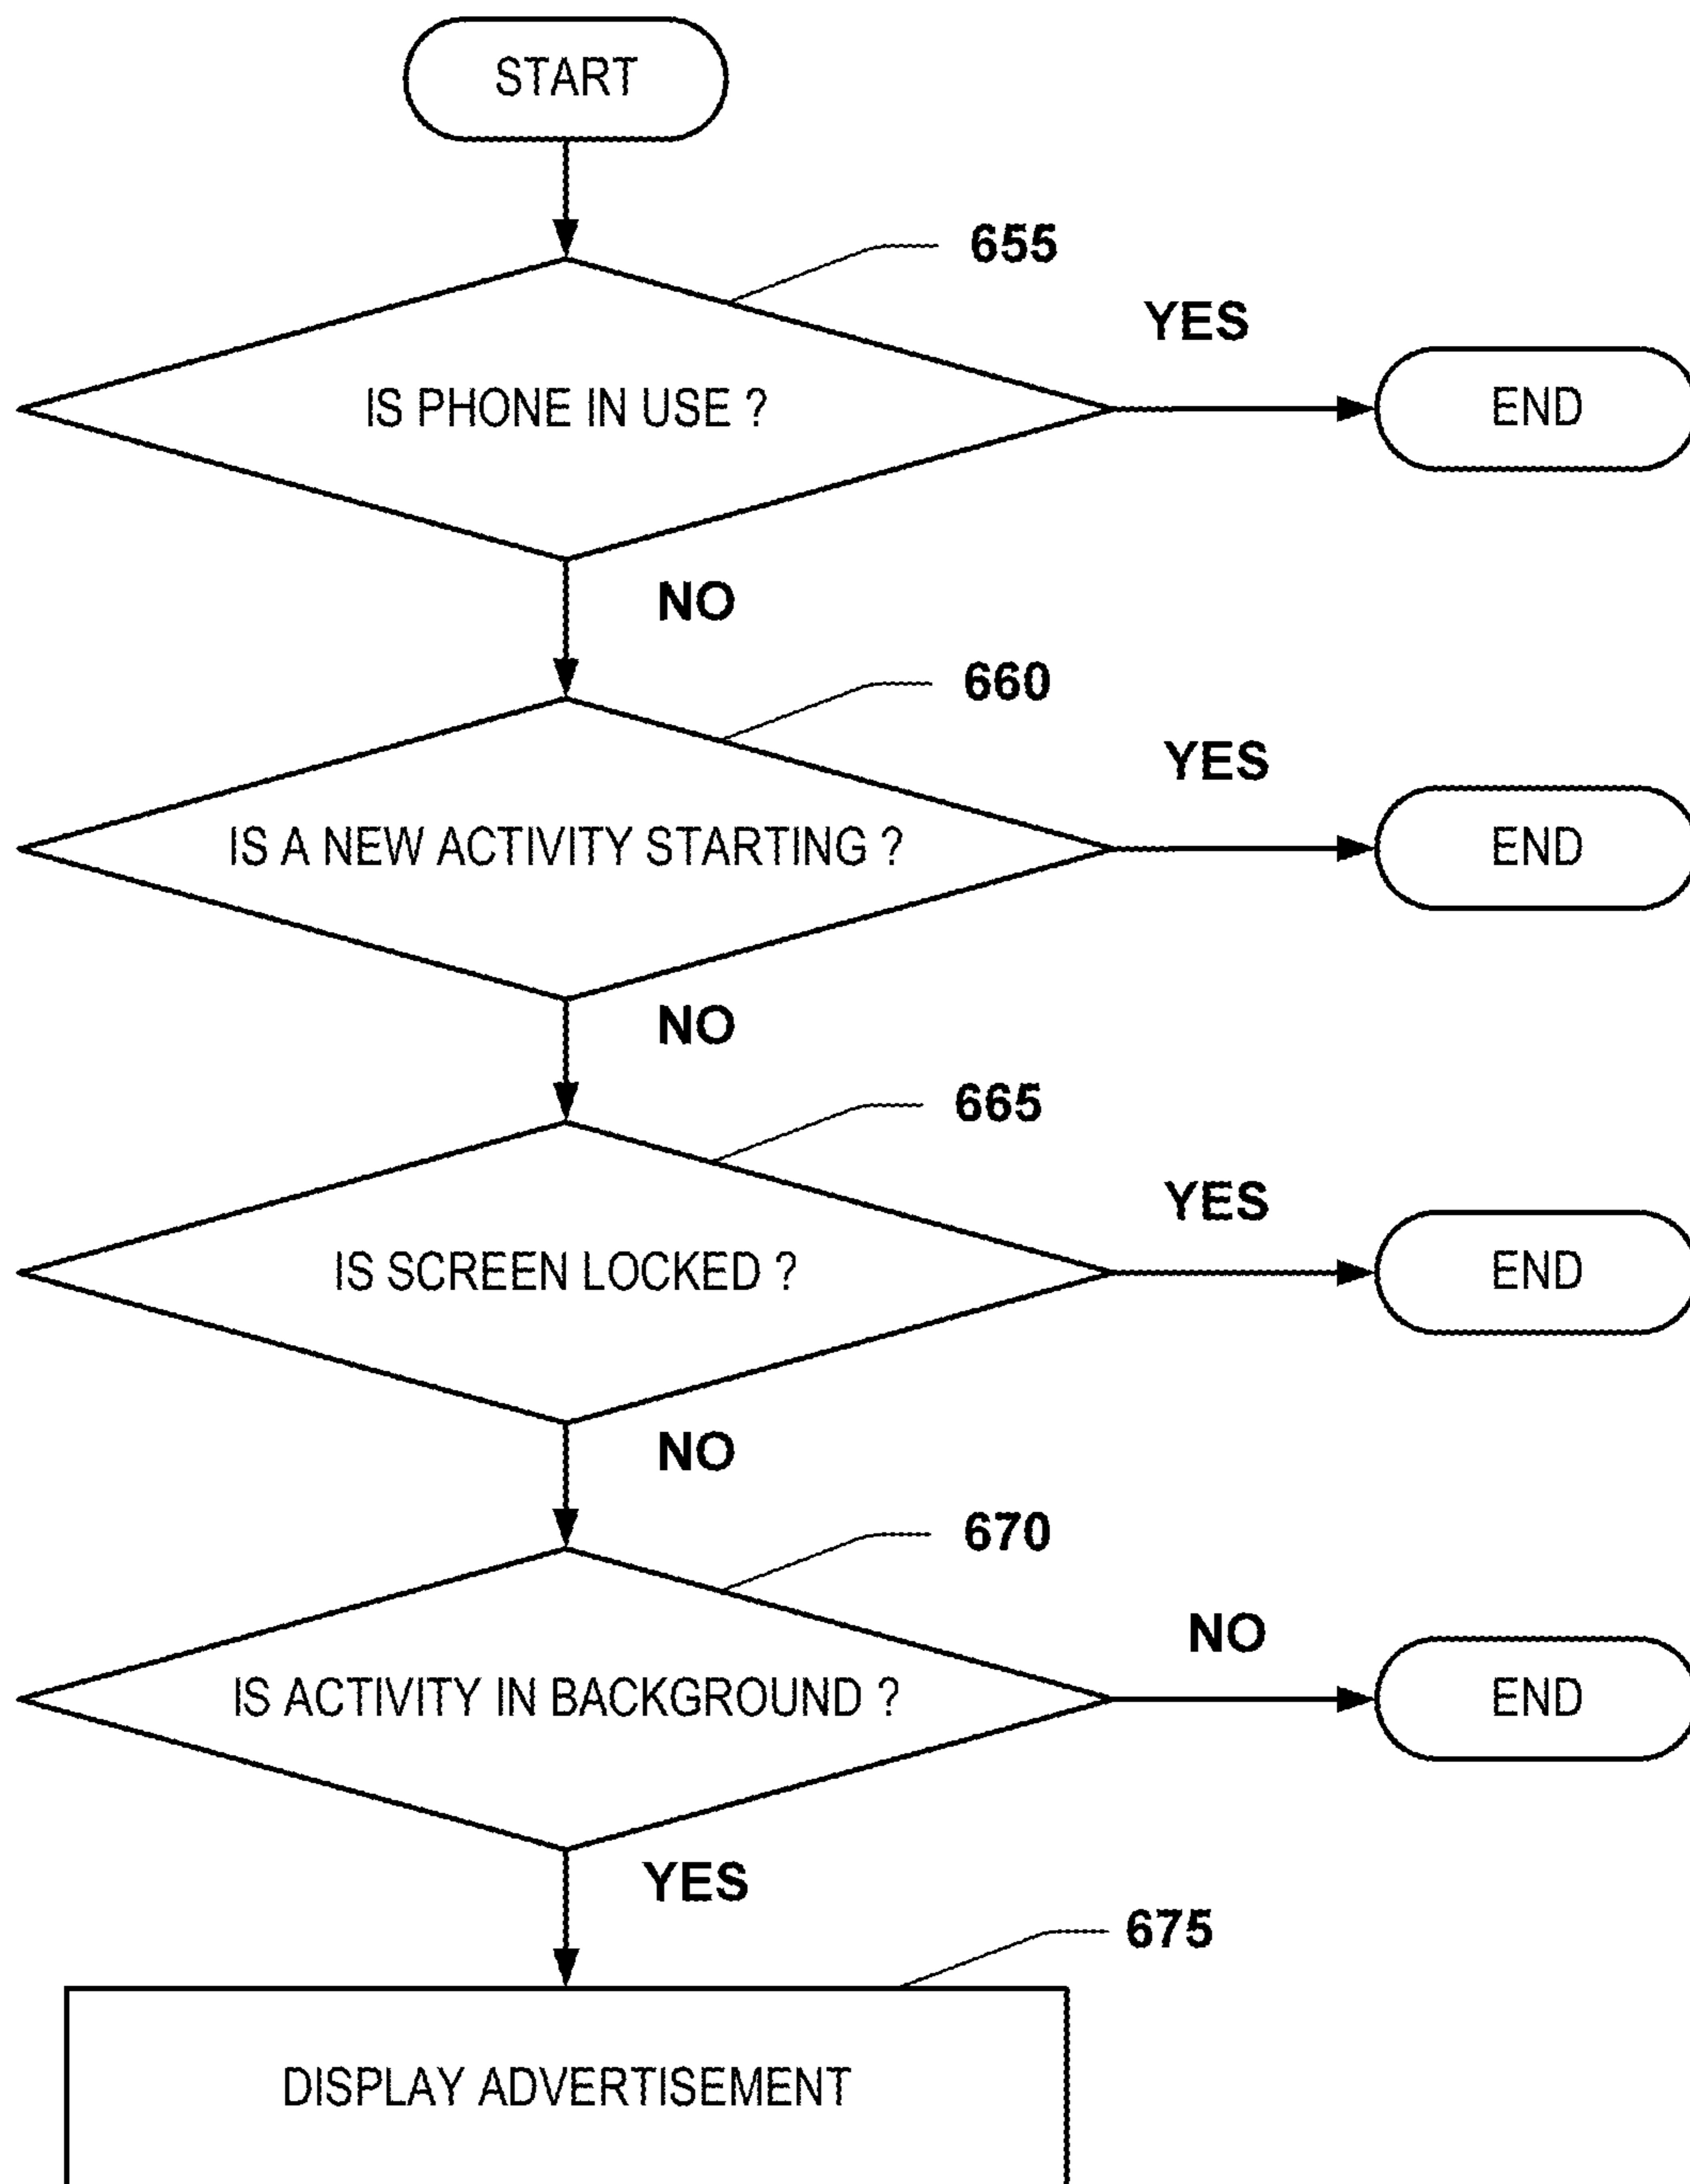 START
655
YES
IS PHONE IN USE ?
END
NO
660
YES
IS A NEW ACTIVITY STARTING ?
END
NO
665
YES
IS SCREEN LOCKED ?
END
NO
670
NO
IS ACTIVITY IN BACKGROUND ?
END
YES
675
DISPLAY ADVERTISEMENT